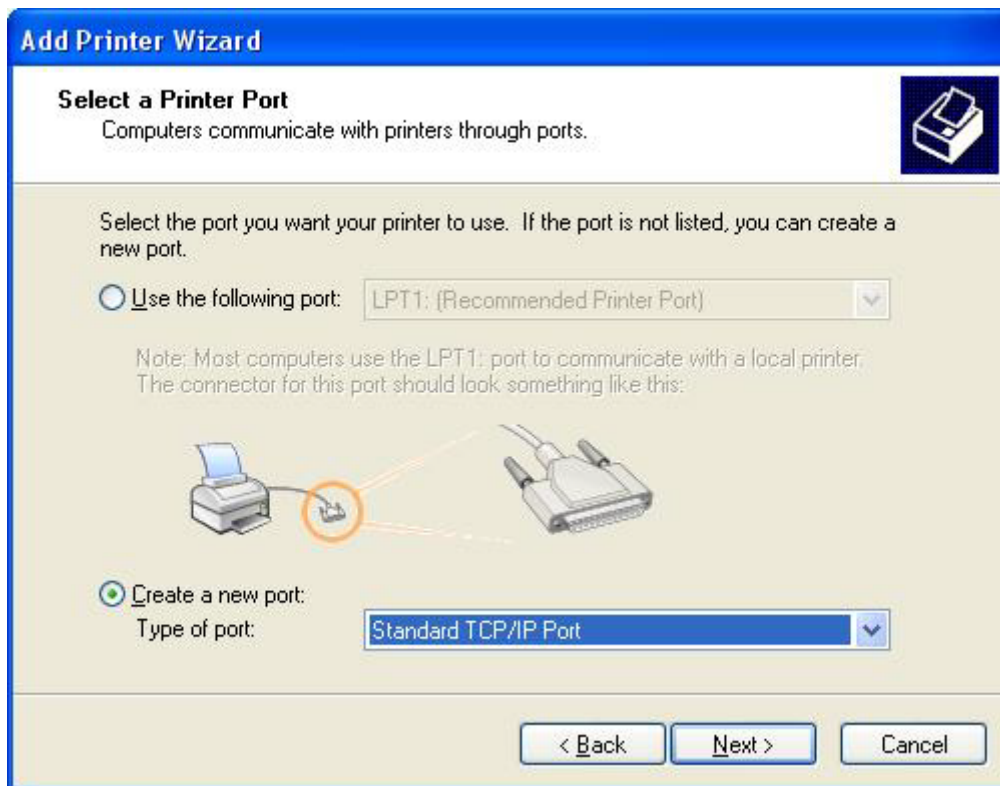 Add Printer Wizard
Select a Printer Port
Computers communicate with printers through ports.
Select the port you want your printer to use.  If the port is not listed, you can create a
new port.
Use the following port: LPT1: (Recommended Printer Port)
Note: Most computers use the LPT1: port to communicate with a local printer.
The connector for this port should look something like this:
Create a new port:
Type of port: Standard TCP/IP Port
< Back Next > Cancel